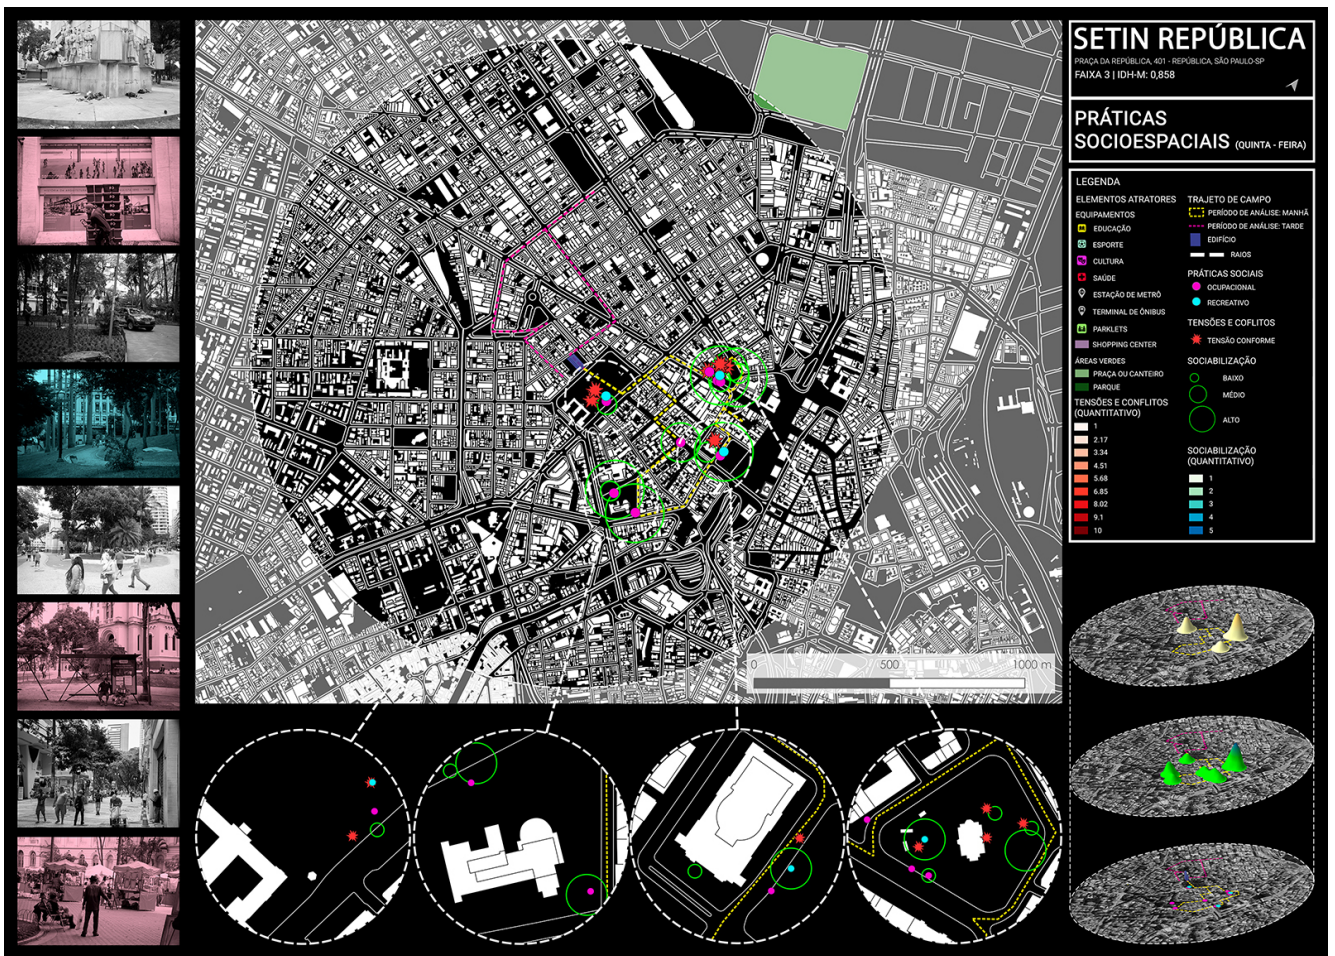 SETIN REPÚBLICA
PRAÇA DA REPÚBLICA, 401 - REPÚBLICA, SÃO PAULO-SP
FAIXA 3 | IDH-M: 0,858
PRÁTICAS
SOCIOESPACIAIS (QUINTA - FEIRA)
LEGENDA
ELEMENTOS ATRATORES
EQUIPAMENTOS
EDUCAÇÃO
ESPORTE
CULTURA
SAÚDE
ESTAÇÃO DE METRÔ
TERMINAL DE ÔNIBUS
PARKLETS
SHOPPING CENTER
ÁREAS VERDES
PRAÇA OU CANTEIRO
PARQUE
TENSÕES E CONFLITOS
(QUANTITATIVO)
1
2.17
3.34
4.51
5.68
6.85
8.02
9.1
10
TRAJETO DE CAMPO
PERÍODO DE ANÁLISE: MANHÃ
PERÍODO DE ANÁLISE: TARDE
EDIFÍCIO
RAIOS
PRÁTICAS SOCIAIS
OCUPACIONAL
RECREATIVO
TENSÕES E COFLITOS
TENSÃO CONFORME
SOCIABILIZAÇÃO
BAIXO
MÉDIO
ALTO
SOCIABILIZAÇÃO
(QUANTITATIVO)
1
2
3
4
5
0 500 1000 m